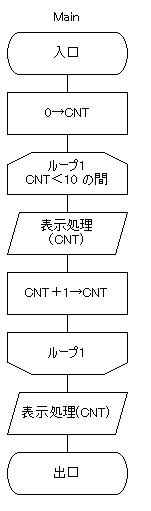 Main
入口
0→CNT
ループ1
CNT＜10 の間
表示処理
(CNT)
CNT＋1→CNT
ループ1
表示処理(CNT)
出口